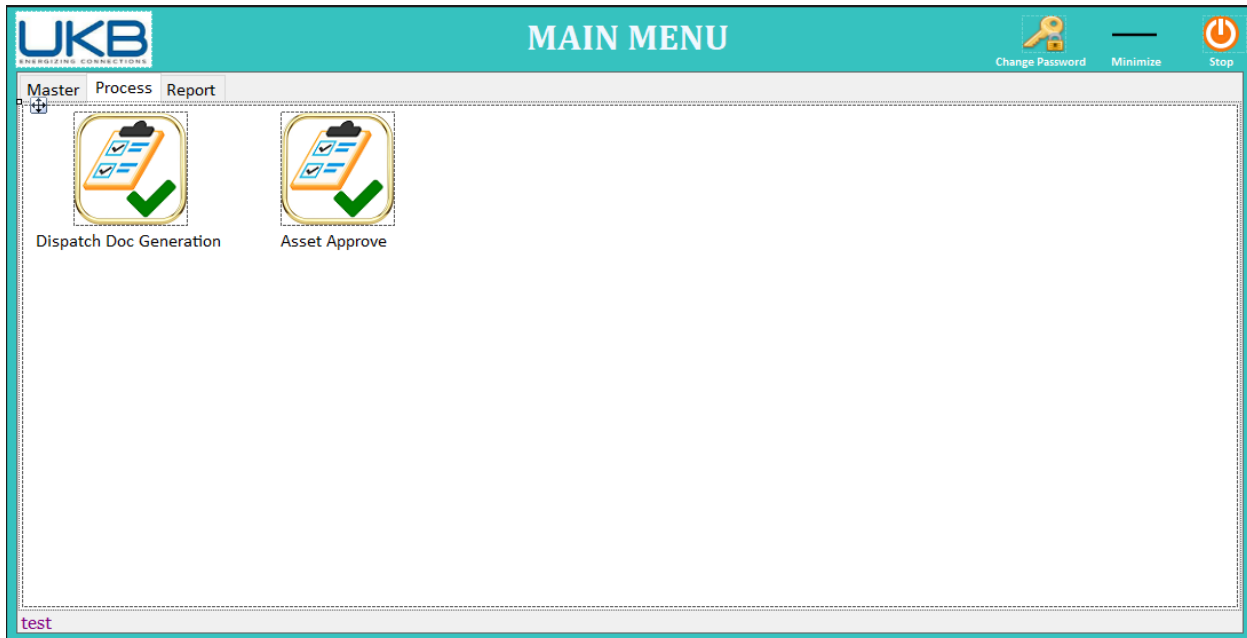 UKB
ENERGIZING CONNECTIONS
MAIN MENU
Change Password
Minimize
Stop
Master
Process
Report
Dispatch Doc Generation
Asset Approve
test